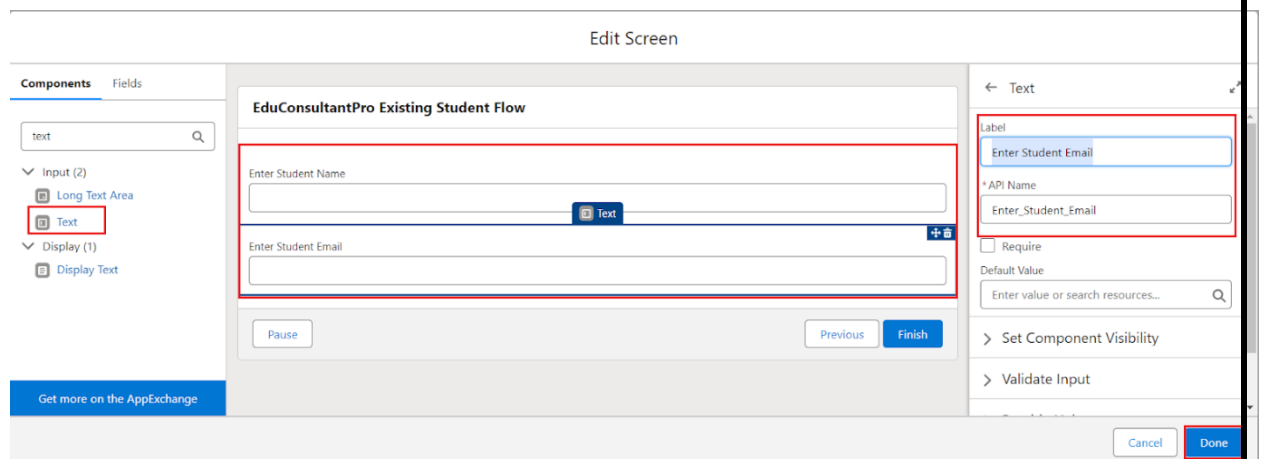 Edit Screen
Components Fields
text
Input (2)
Long Text Area
Text
Display (1)
Display Text
Get more on the AppExchange
EduConsultantPro Existing Student Flow
Enter Student Name
Text
Enter Student Email
Pause Previous Finish
Text
Label
Enter Student Email
* API Name
Enter_Student_Email
Require
Default Value
Enter value or search resources...
Set Component Visibility
Validate Input
Cancel Done